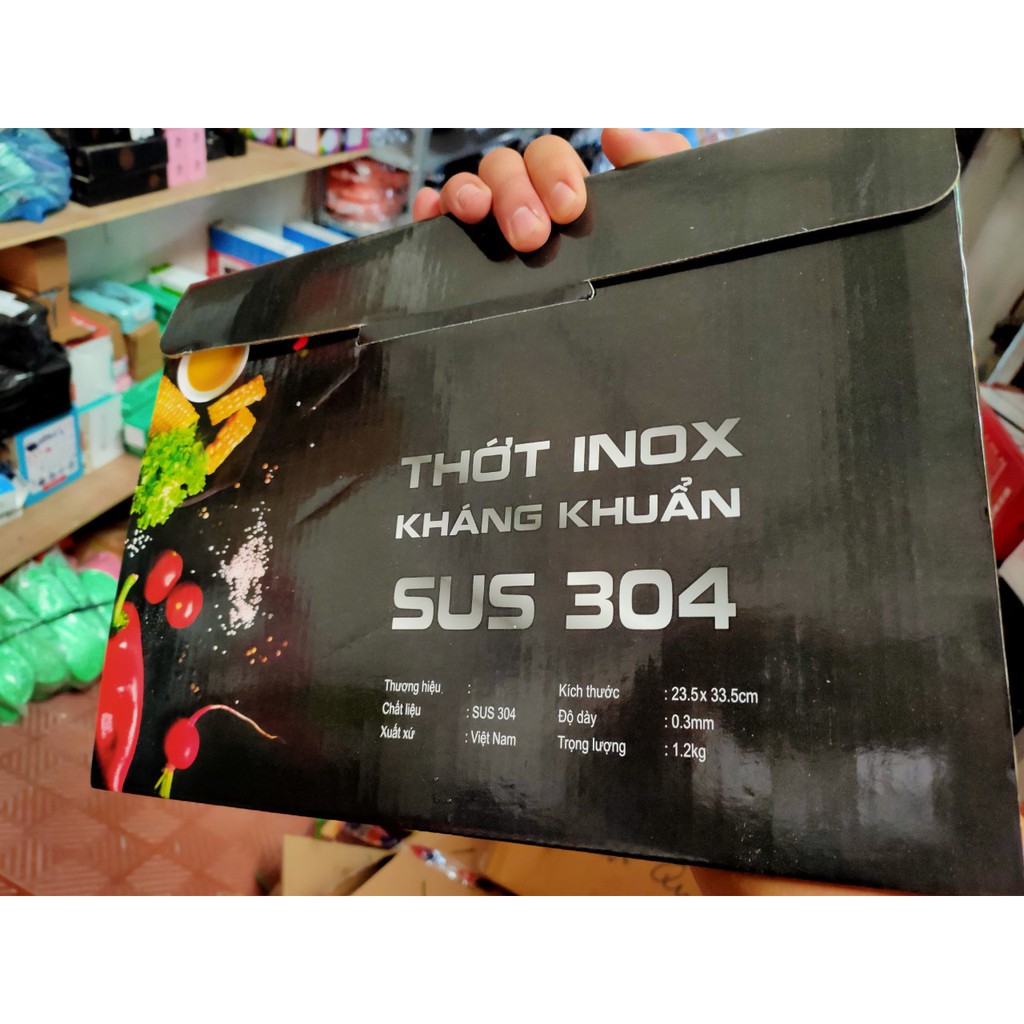 THỚT INOX
KHÁNG KHUẨN
SUS 304
Thương hiệu :
Chất liệu : SUS 304
Xuất xứ : Việt Nam
Kích thước : 23.5 x 33.5cm
Độ dày : 0.3mm
Trọng lượng : 1.2kg